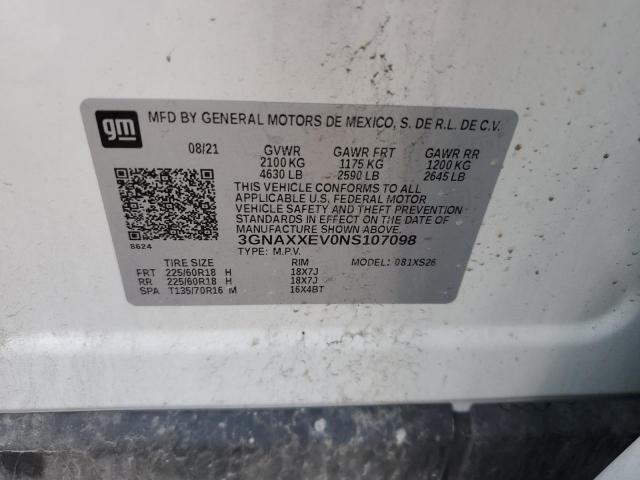 gm
MFD BY GENERAL MOTORS DE MEXICO, S. DE R.L. DE C.V.
08/21 GVWR GAWR FRT GAWR RR
2100 KG 1175 KG 1200 KG
4630 LB 2590 LB 2645 LB
THIS VEHICLE CONFORMS TO ALL
APPLICABLE U.S. FEDERAL MOTOR
VEHICLE SAFETY AND THEFT PREVENTION
STANDARDS IN EFFECT ON THE DATE OF
MANUFACTURE SHOWN ABOVE.
3GNAXXEV0NS107098
8624
TYPE: M.P.V. MODEL: 081XS26
TIRE SIZE RIM
FRT 225/60R18 H 18X7J
RR 225/60R18 H 18X7J
SPA T135/70R16 M 16X4BT